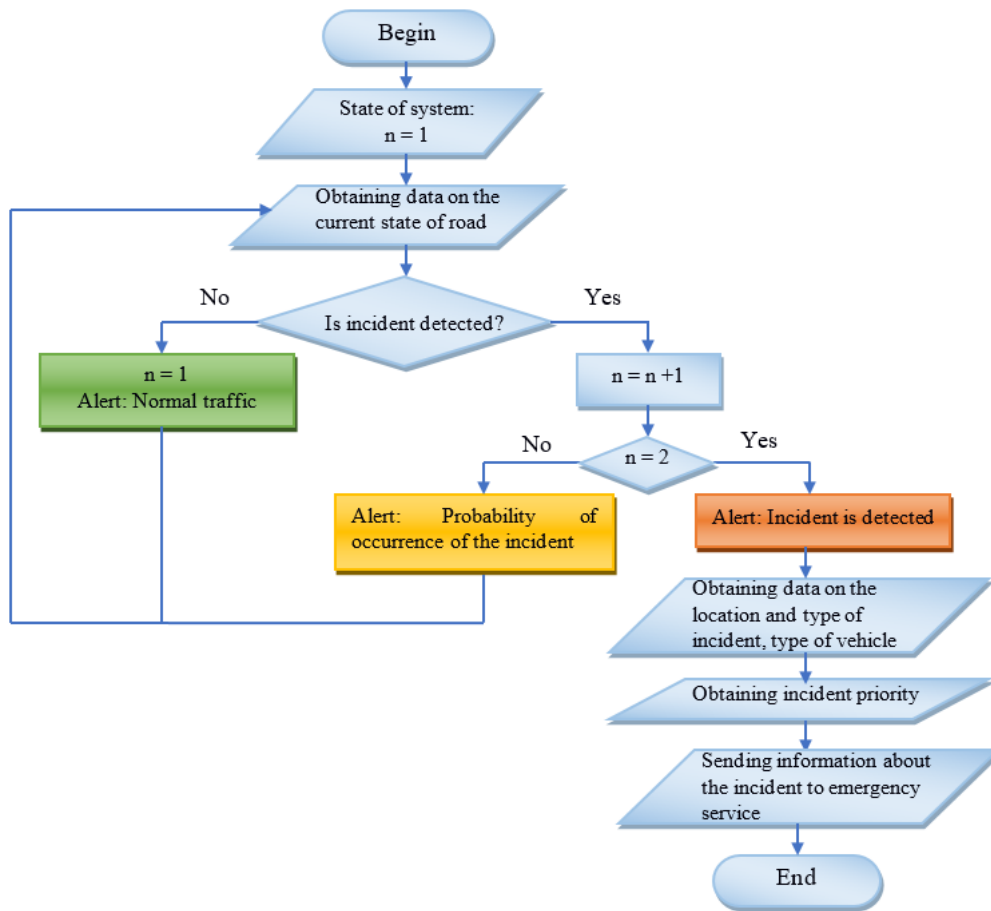 Begin
State of system:
n = 1
Obtaining data on the
current state of road
No
Yes
Is incident detected?
n = 1
Alert: Normal traffic
n = n +1
No
Yes
n = 2
Alert: Probability of
occurrence of the incident
Alert: Incident is detected
Obtaining data on the
location and type of
incident, type of vehicle
Obtaining incident priority
Sending information about
the incident to emergency
service
End